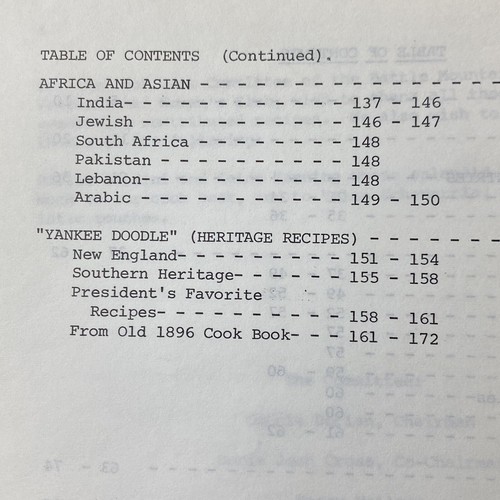 TABLE OF CONTENTS (Continued).
AFRICA AND ASIAN - - - - - - - - - - - - - - - -
India- - - - - - - - - - - - 137 - 146
Jewish - - - - - - - - - - - 146 - 147
South Africa - - - - - - - - 148
Pakistan - - - - - - - - - - 148
Lebanon- - - - - - - - - - - 148
Arabic - - - - - - - - - - - 149 - 150
"YANKEE DOODLE" (HERITAGE RECIPES) - - - - - - -
New England- - - - - - - - - 151 - 154
Southern Heritage- - - - - - 155 - 158
President's Favorite
Recipes- - - - - - - - - - 158 - 161
From Old 1896 Cook Book- - - 161 - 172